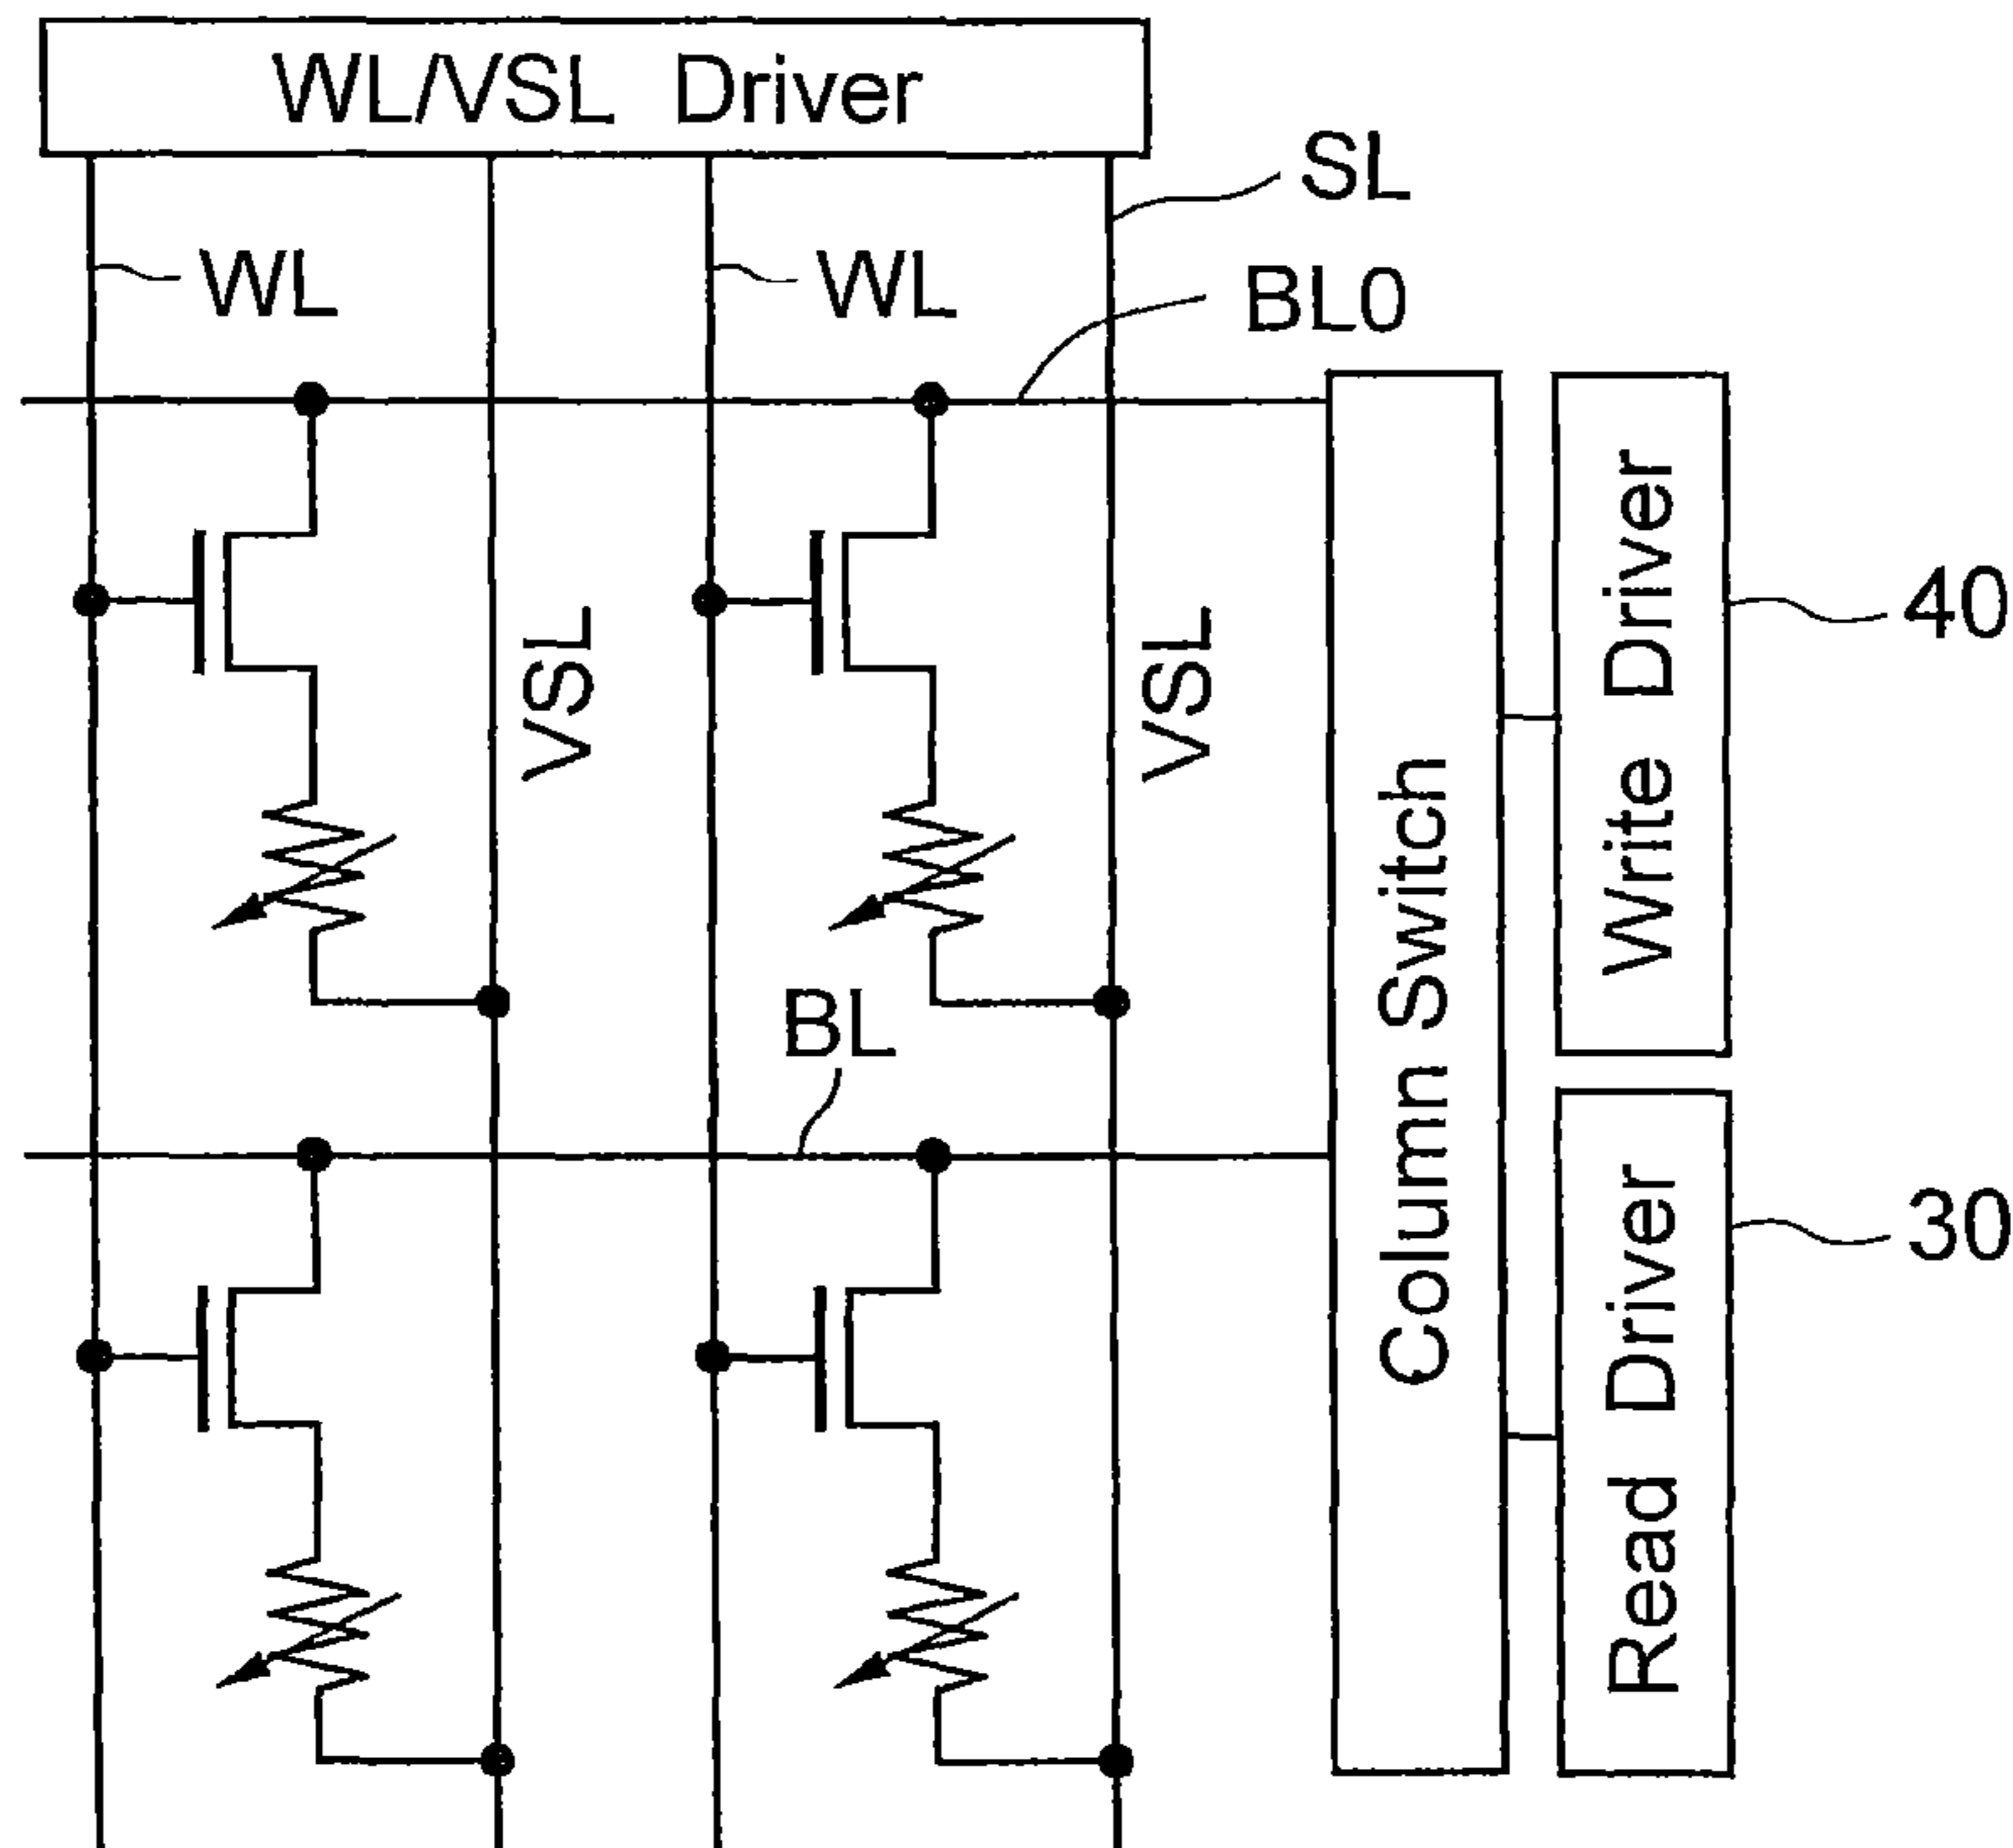 WL/VSL Driver
SL
WL
WL
BL0
VSL
VSL
Column Switch
Write Driver
40
BL
Read Driver
30